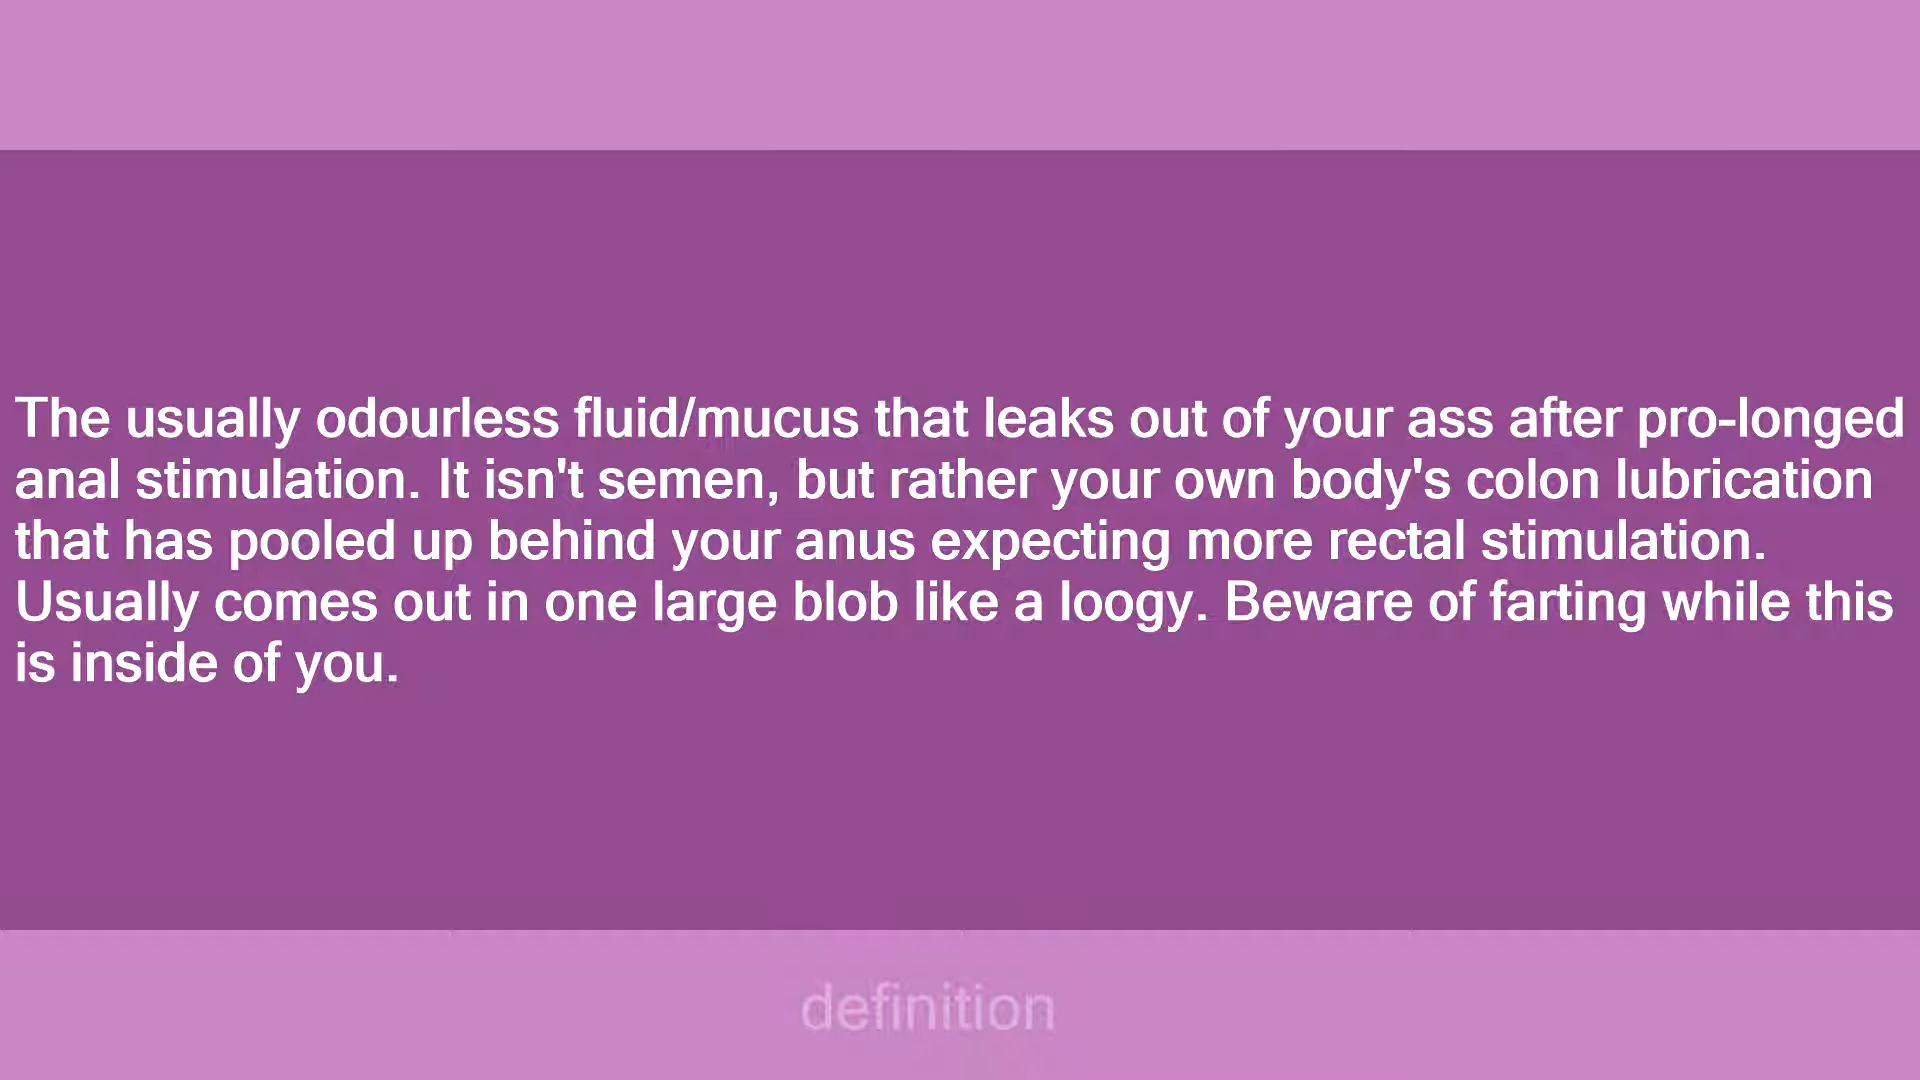 The usually odourless fluid/mucus that leaks out of your ass after pro-longed
anal stimulation. It isn't semen, but rather your own body's colon lubrication
that has pooled up behind your anus expecting more rectal stimulation.
Usually comes out in one large blob like a loogy. Beware of farting while this
is inside of you.
definition